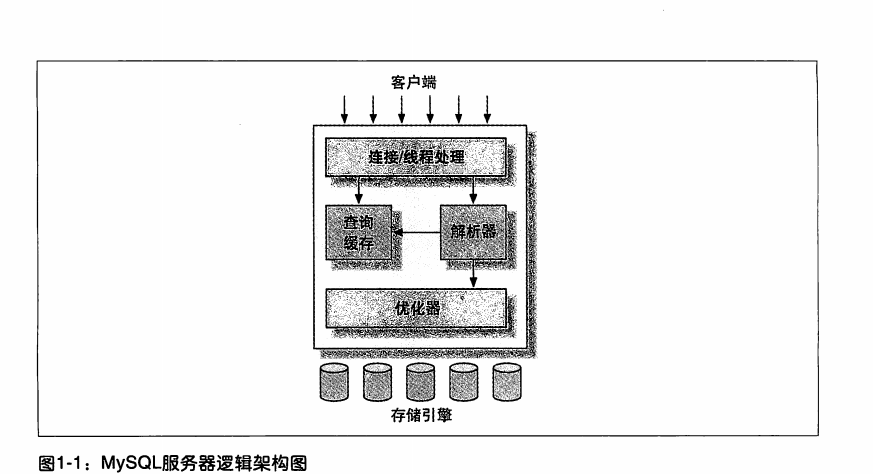 客户端
连接/线程处理
查询
缓存
解析器
优化器
存储引擎
图1-1：MySQL服务器逻辑架构图